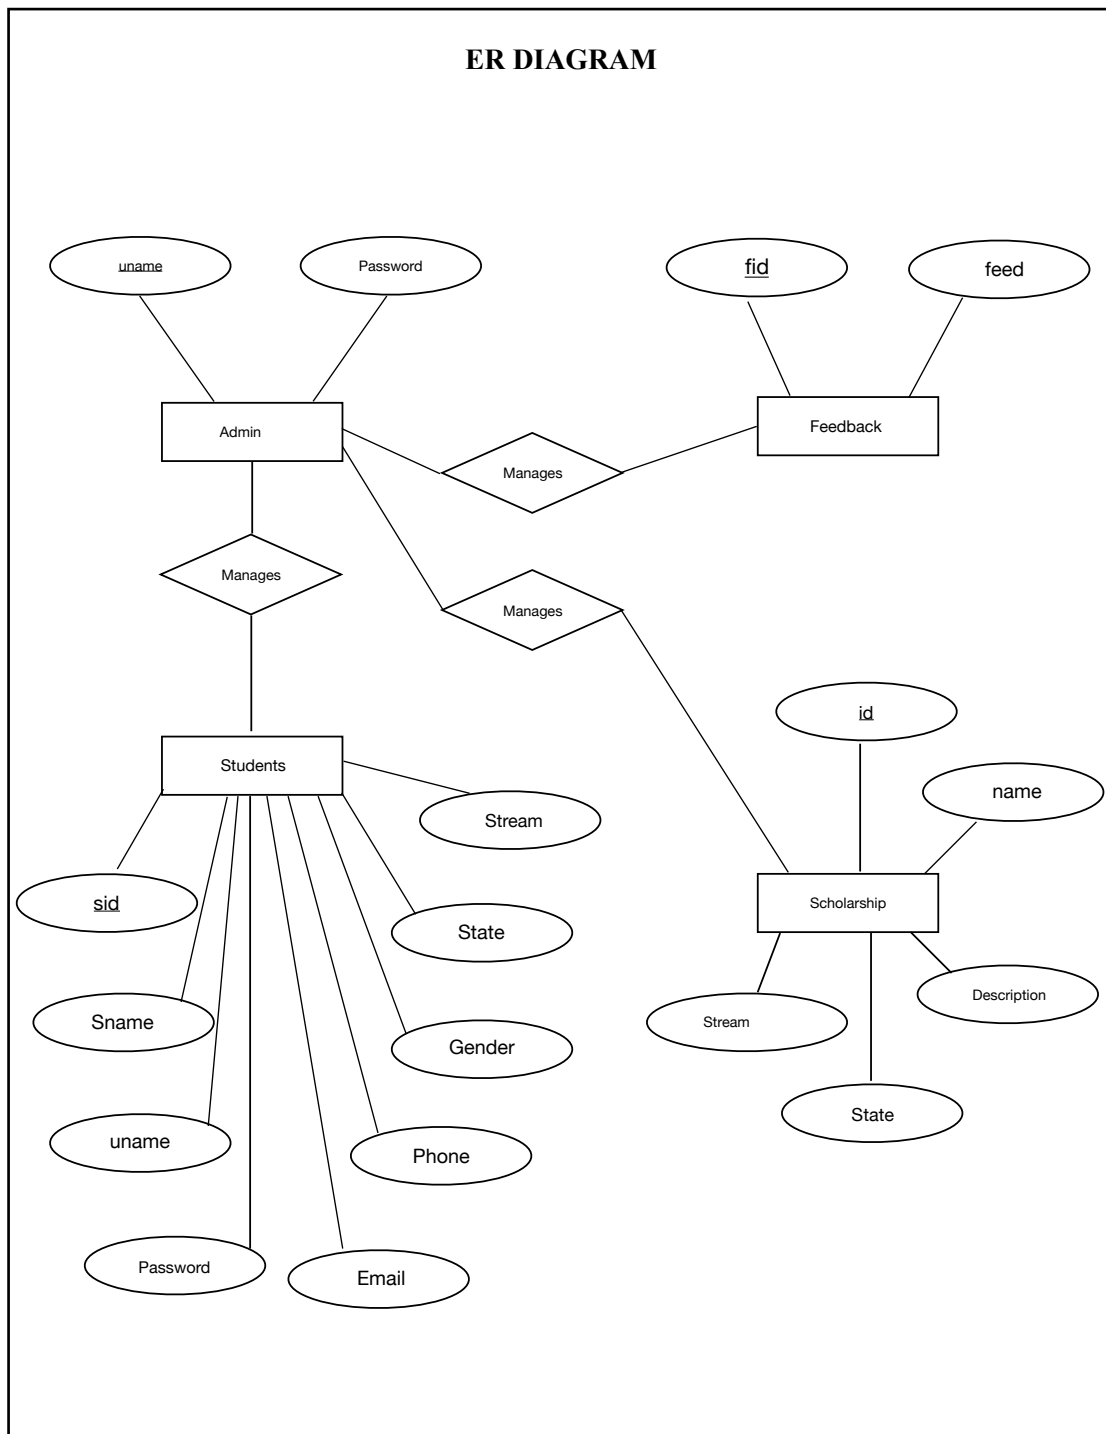 ER DIAGRAM
uname
Password
fid
feed
Admin
Feedback
Manages
Manages
Manages
id
Students
name
Stream
Scholarship
sid
State
Description
Sname
Stream
Gender
State
uname
Phone
Password
Email